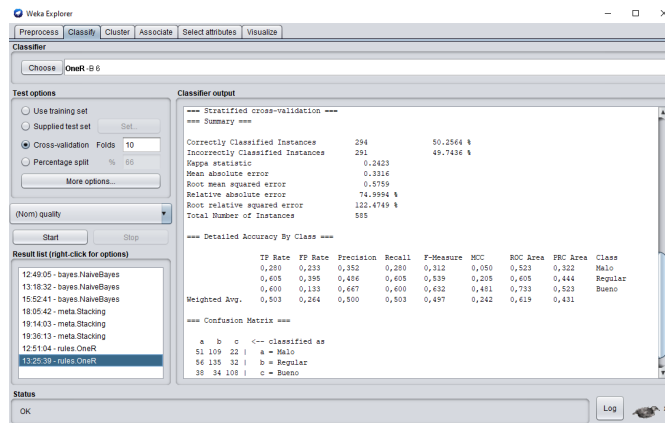 Weka Explorer
Preprocess Classify Cluster Associate Select attributes Visualize
Classifier
Choose OneR -B 6
Test options
Use training set
Supplied test set Set...
Cross-validation Folds 10
Percentage split % 66
More options...
(Nom) quality
Start Stop
Result list (right-click for options)
12:49:05 - bayes.NaiveBayes
13:18:32 - bayes.NaiveBayes
15:52:41 - bayes.NaiveBayes
18:05:42 - meta.Stacking
19:14:03 - meta.Stacking
19:36:13 - meta.Stacking
12:51:04 - rules.OneR
13:25:39 - rules.OneR
Classifier output
=== Stratified cross-validation ===
=== Summary ===
Correctly Classified Instances 294 50.2564 %
Incorrectly Classified Instances 291 49.7436 %
Kappa statistic 0.2423
Mean absolute error 0.3316
Root mean squared error 0.5759
Relative absolute error 74.9994 %
Root relative squared error 122.4749 %
Total Number of Instances 585
=== Detailed Accuracy By Class ===
TP Rate FP Rate Precision Recall F-Measure MCC ROC Area PRC Area Class
0,280 0,233 0,352 0,280 0,312 0,050 0,523 0,322 Malo
0,605 0,395 0,486 0,605 0,539 0,205 0,605 0,444 Regular
0,600 0,133 0,667 0,600 0,632 0,481 0,733 0,523 Bueno
Weighted Avg. 0,503 0,264 0,500 0,503 0,497 0,242 0,619 0,431
=== Confusion Matrix ===
a b c <-- classified as
51 109 22 | a = Malo
56 135 32 | b = Regular
38 34 108 | c = Bueno
Status
OK
Log